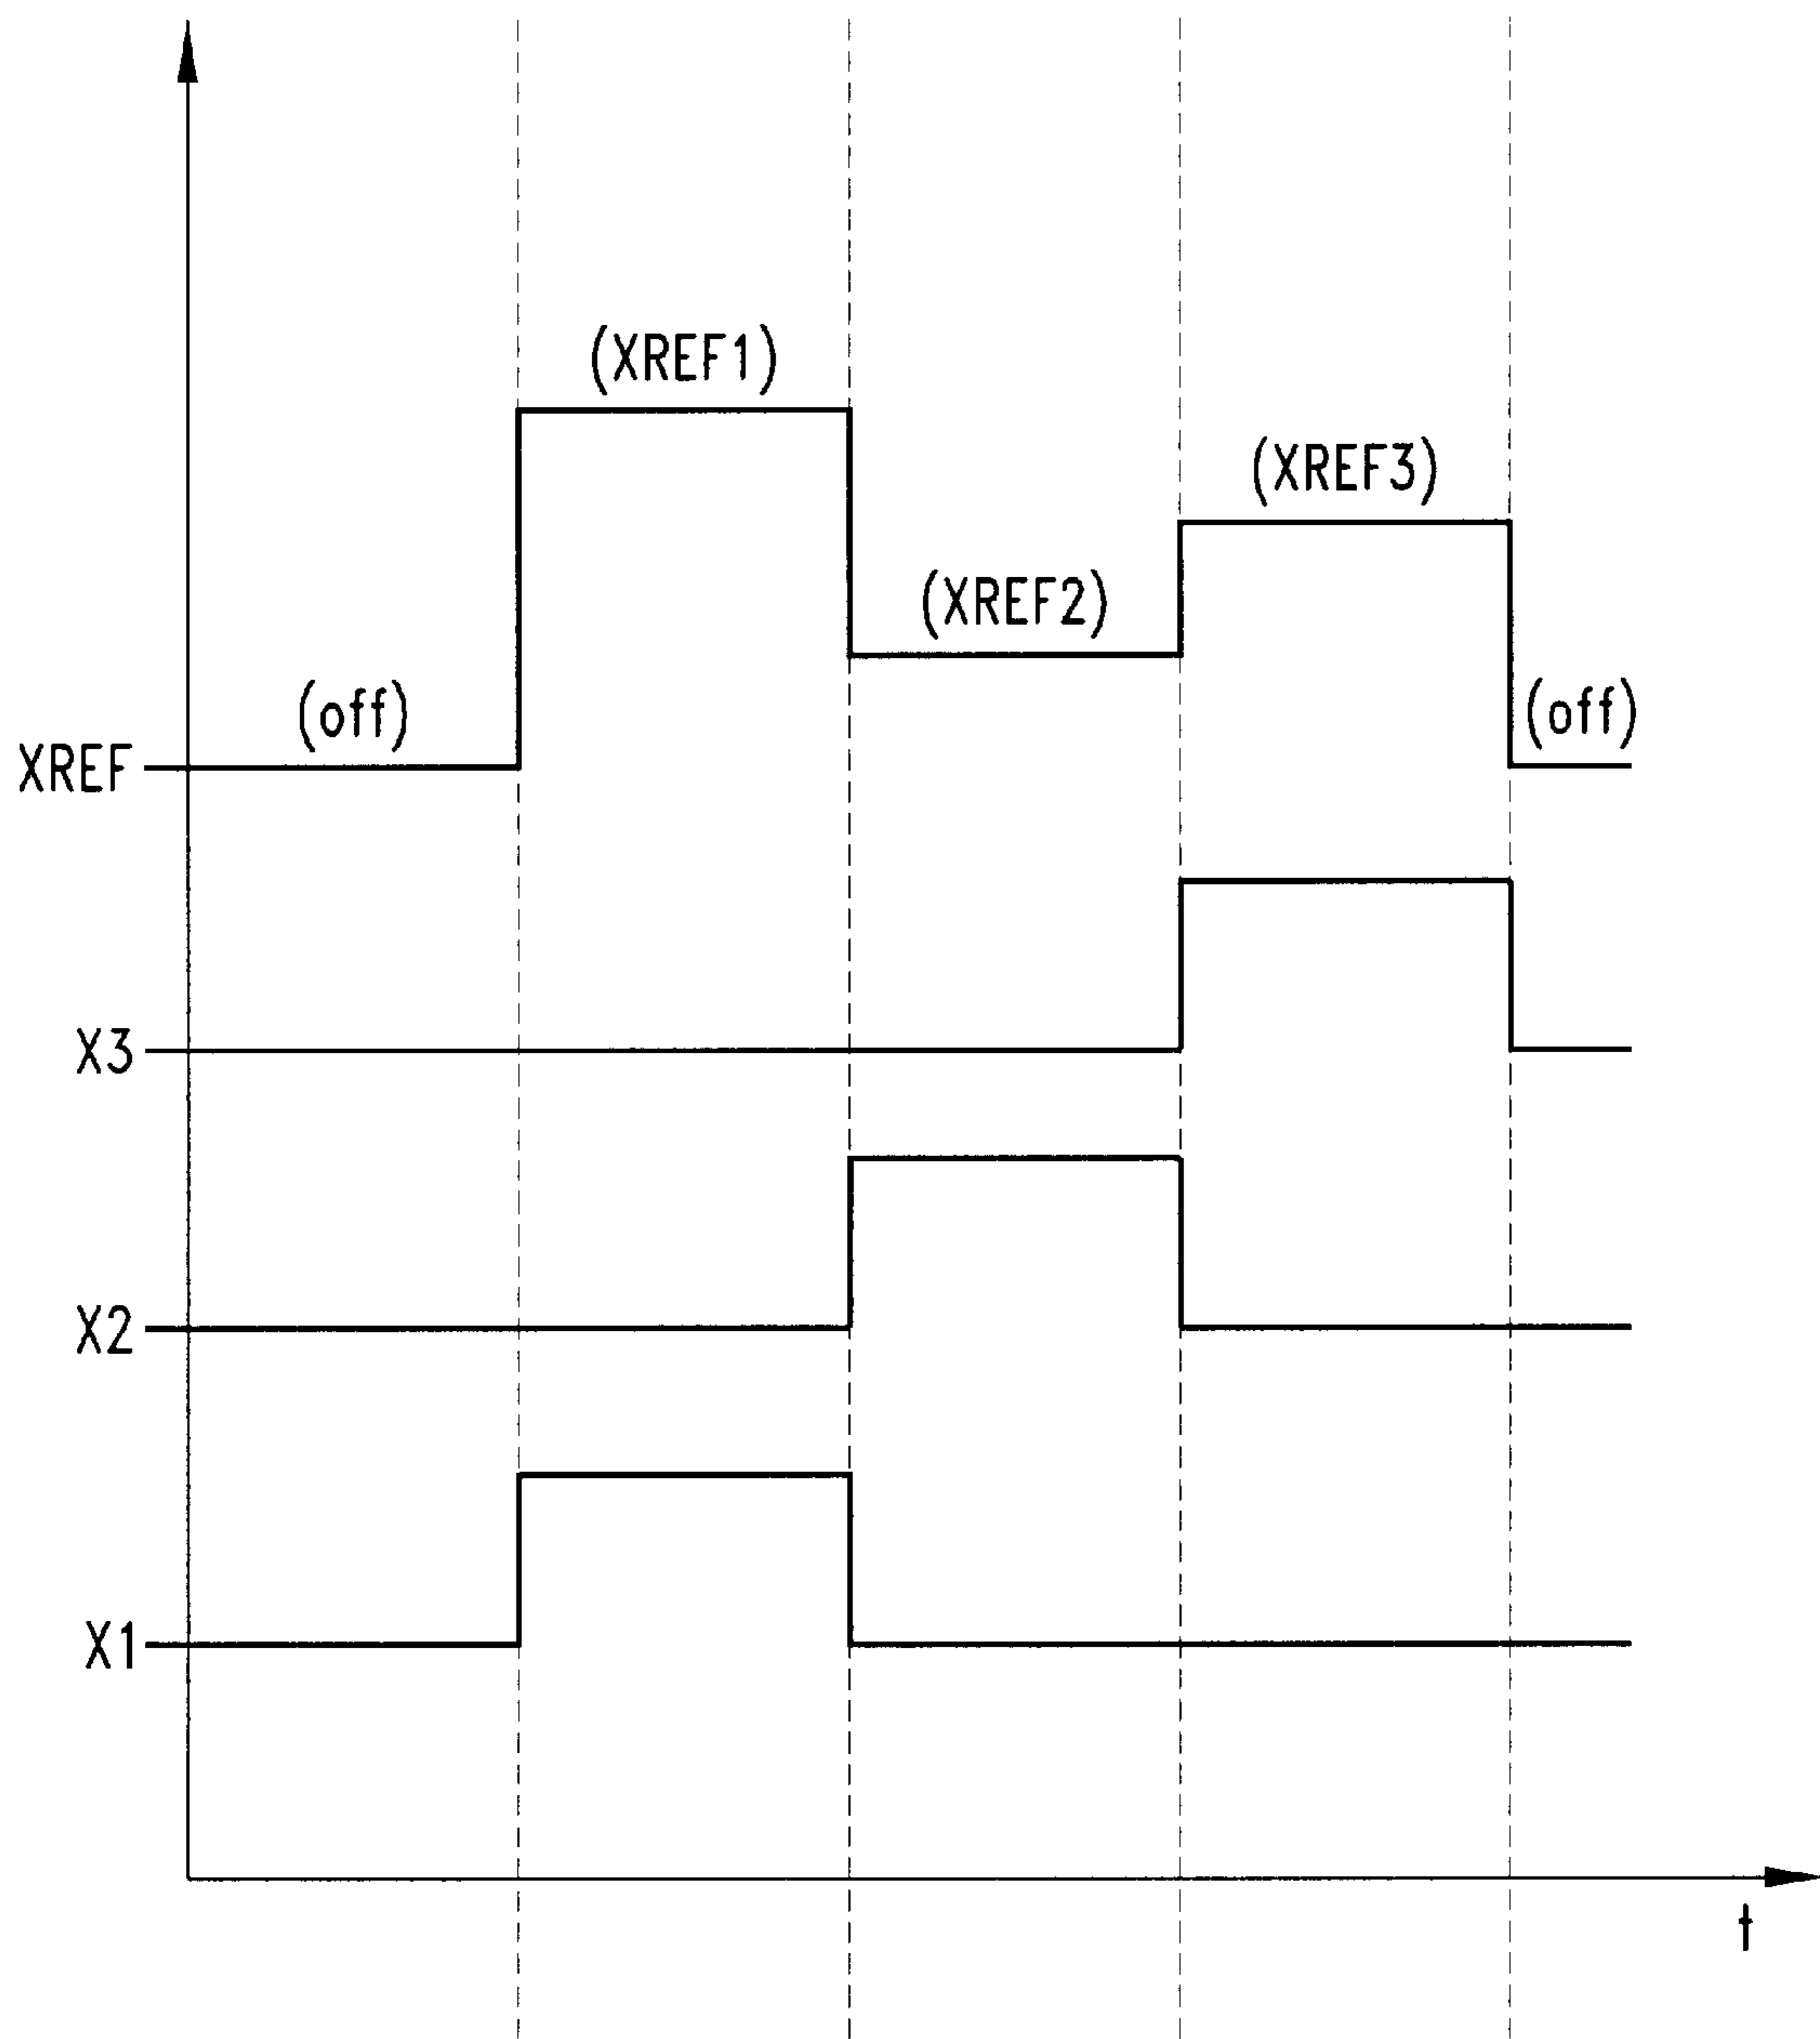 (XREF1)
(XREF3)
(XREF2)
(off)
(off)
XREF
X3
X2
X1
t